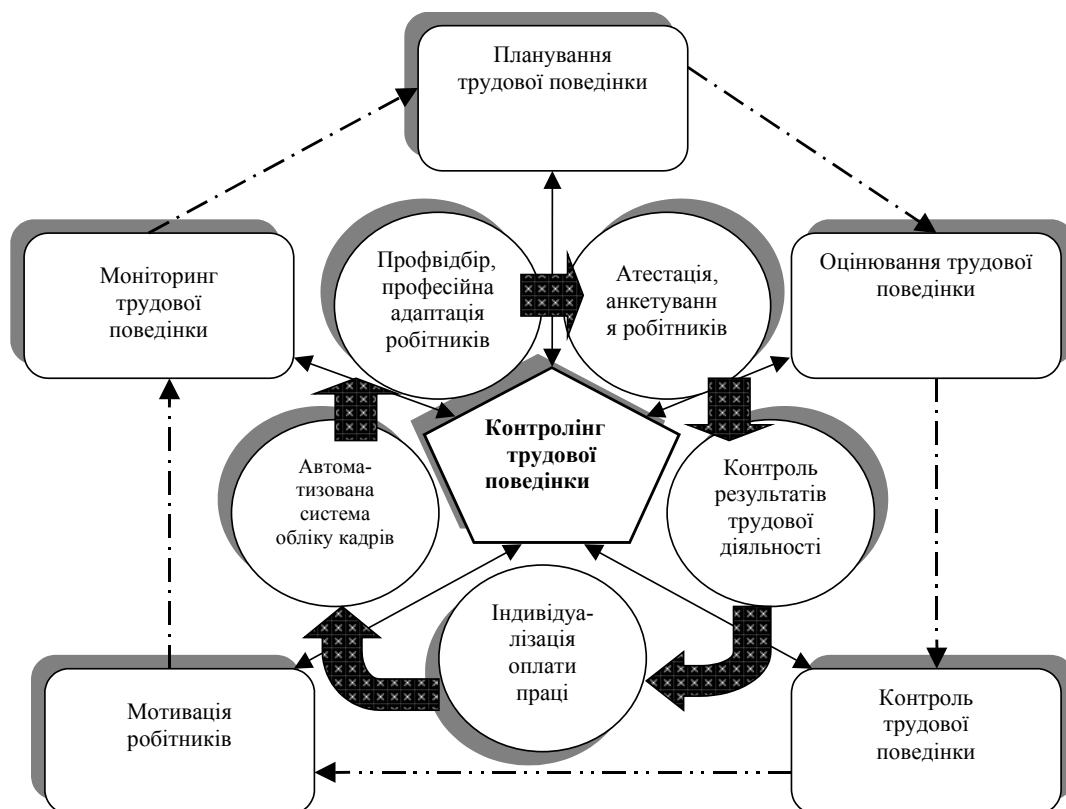 Планування
трудової поведінки
Моніторинг
трудової
поведінки
Профвідбір,
професійна
адаптація
робітників
Атестація,
анкетуванн
я робітників
Оцінювання трудової
поведінки
Контролінг
трудової
поведінки
Автома-
тизована
система
обліку кадрів
Контроль
результатів
трудової
діяльності
Індивідуа-
лізація
оплати
праці
Мотивація
робітників
Контроль
трудової
поведінки